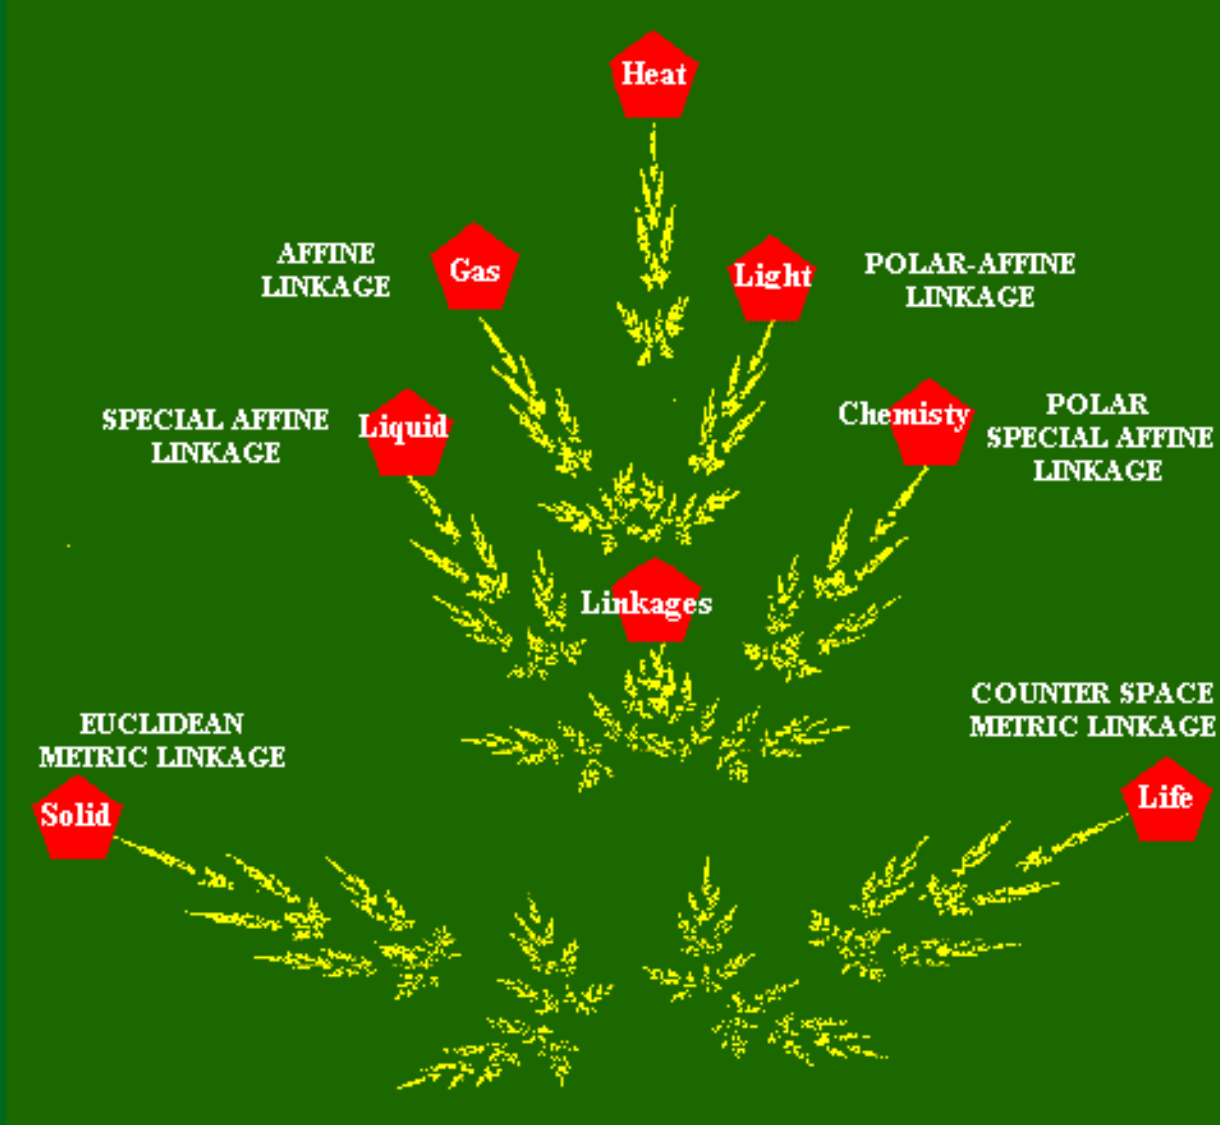 Heat
AFFINE
LINKAGE
Gas
Light
POLAR-AFFINE
LINKAGE
SPECIAL AFFINE
LINKAGE
Liquid
Chemisty
POLAR
SPECIAL AFFINE
LINKAGE
Linkages
EUCLIDEAN
METRIC LINKAGE
Solid
COUNTER SPACE
METRIC LINKAGE
Life